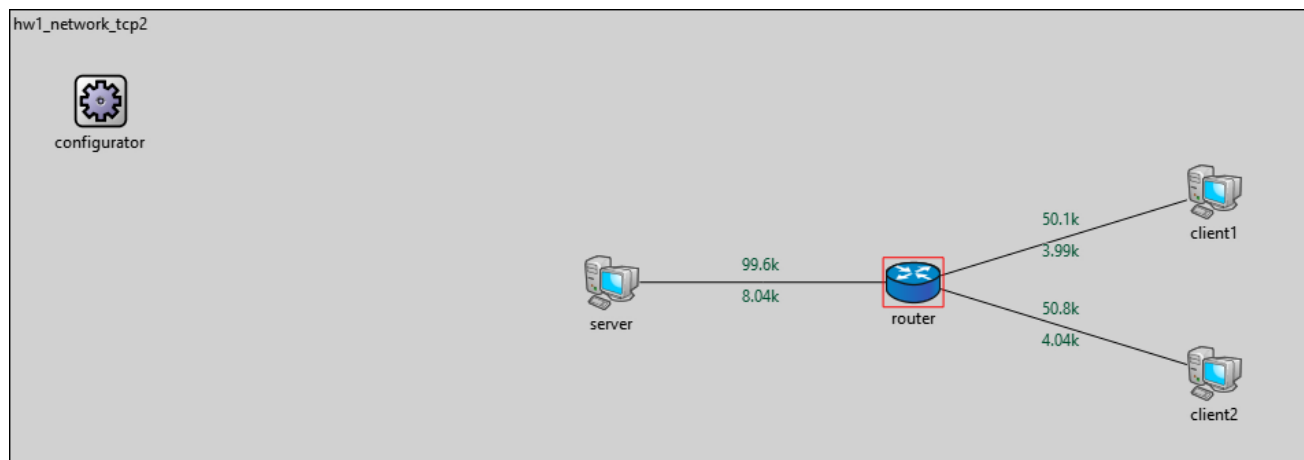 hw1_network_tcp2
configurator
50.1k
3.99k
client1
99.6k
8.04k
server
router
50.8k
4.04k
client2